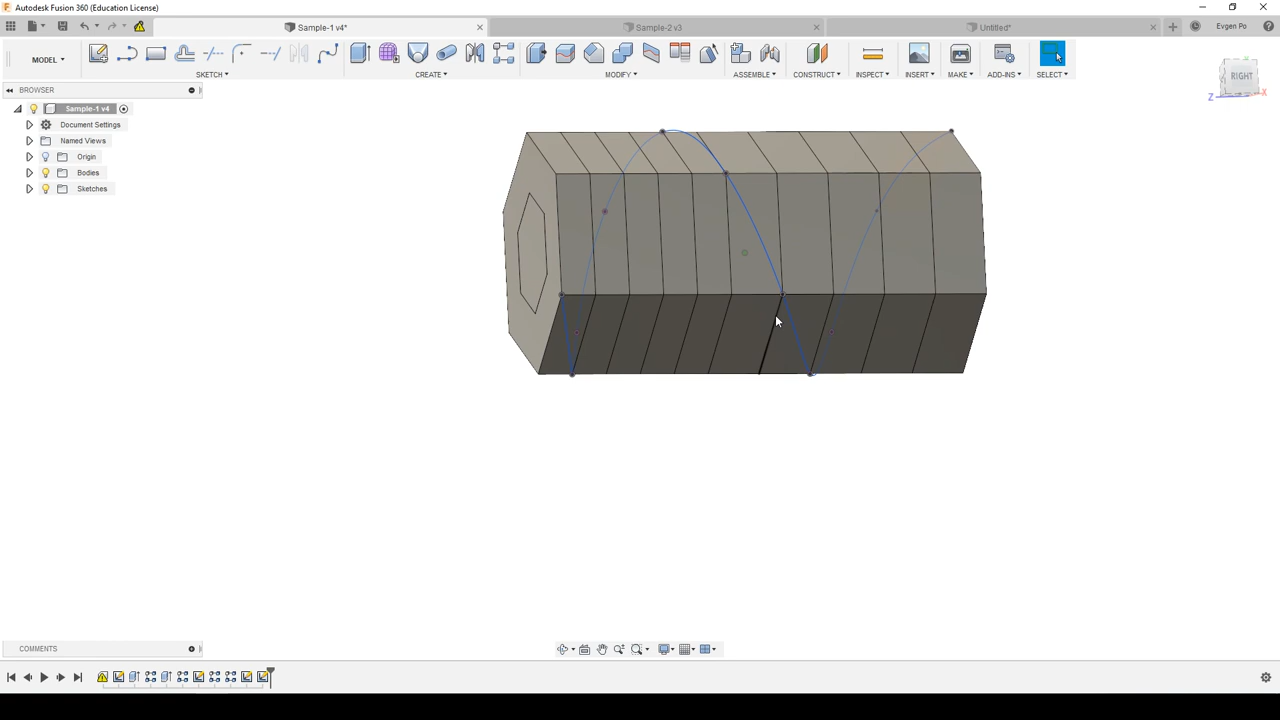 Autodesk Fusion 360 (Education License)
Sample-1 v4*
Sample-2 v3
Untitled*
Evgen Po
MODEL
SKETCH
CREATE
MODIFY
ASSEMBLE
CONSTRUCT
INSPECT
INSERT
MAKE
ADD-INS
SELECT
BROWSER
RIGHT
Z
X
Sample-1 v4
Document Settings
Named Views
Origin
Bodies
Sketches
COMMENTS